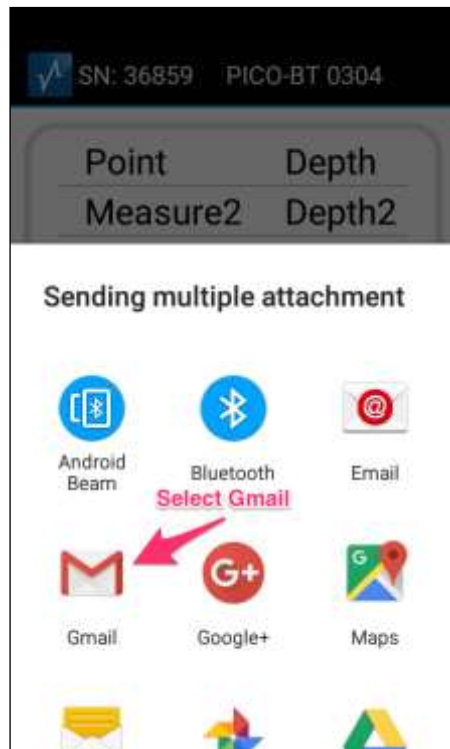 SN: 36859 PICO-BT 0304
Point Depth
Measure2 Depth2
Sending multiple attachment
Android
Beam
Bluetooth
Email
Select Gmail
Gmail
Google+
Maps